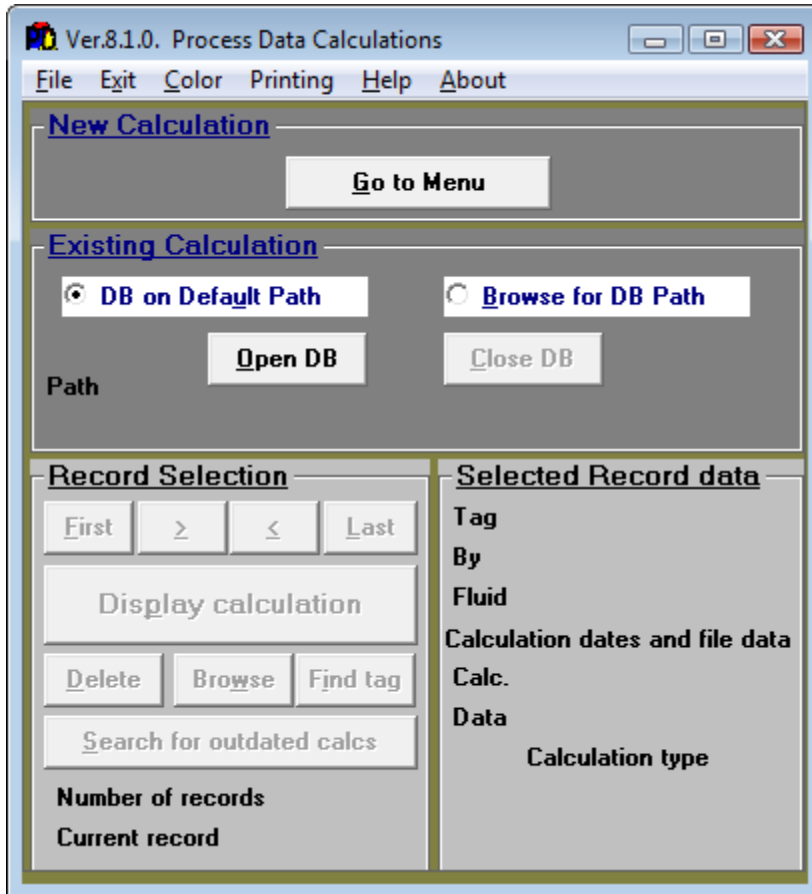 Ver.8.1.0. Process Data Calculations
File Exit Color Printing Help About
New Calculation
Go to Menu
Existing Calculation
DB on Default Path Browse for DB Path
Open DB Close DB
Path
Record Selection
First > < Last
Display calculation
Delete Browse Find tag
Search for outdated calcs
Number of records
Current record
Selected Record data
Tag
By
Fluid
Calculation dates and file data
Calc.
Data
Calculation type